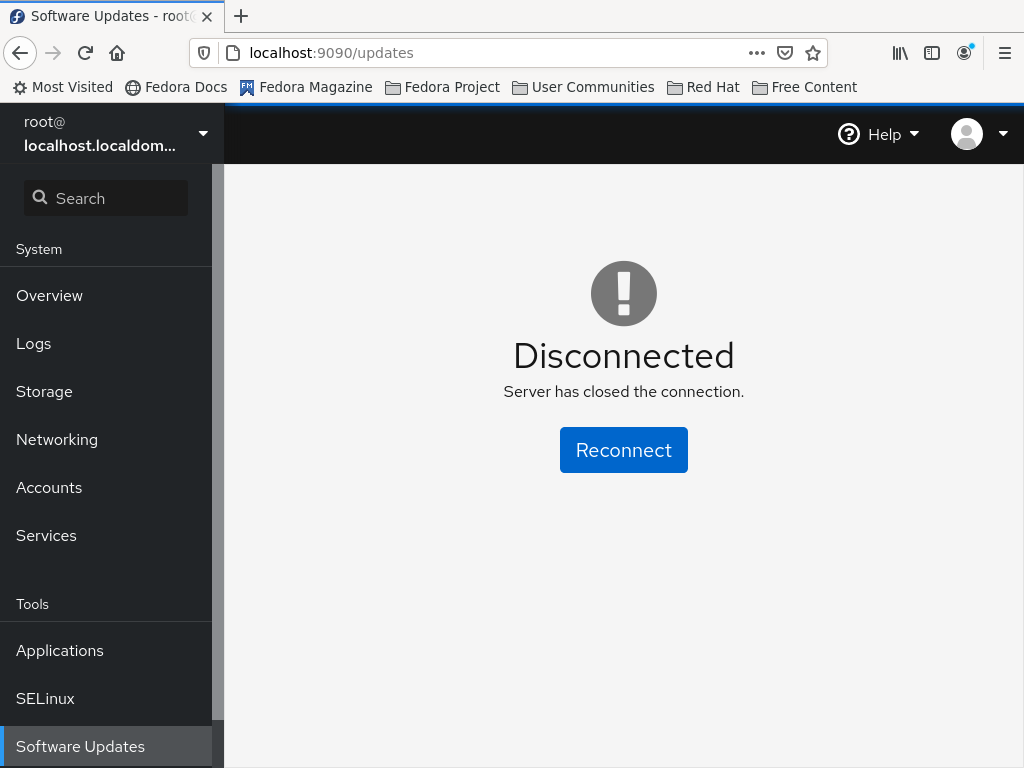 Software Updates - root
localhost:9090/updates
Most Visited
Fedora Docs
FM
Fedora Magazine
Fedora Project
User Communities
Red Hat
Free Content
root@
localhost.localdom...
Help
Search
System
Overview
Logs
Storage
Networking
Accounts
Services
Tools
Applications
SELinux
Software Updates
Disconnected
Server has closed the connection.
Reconnect